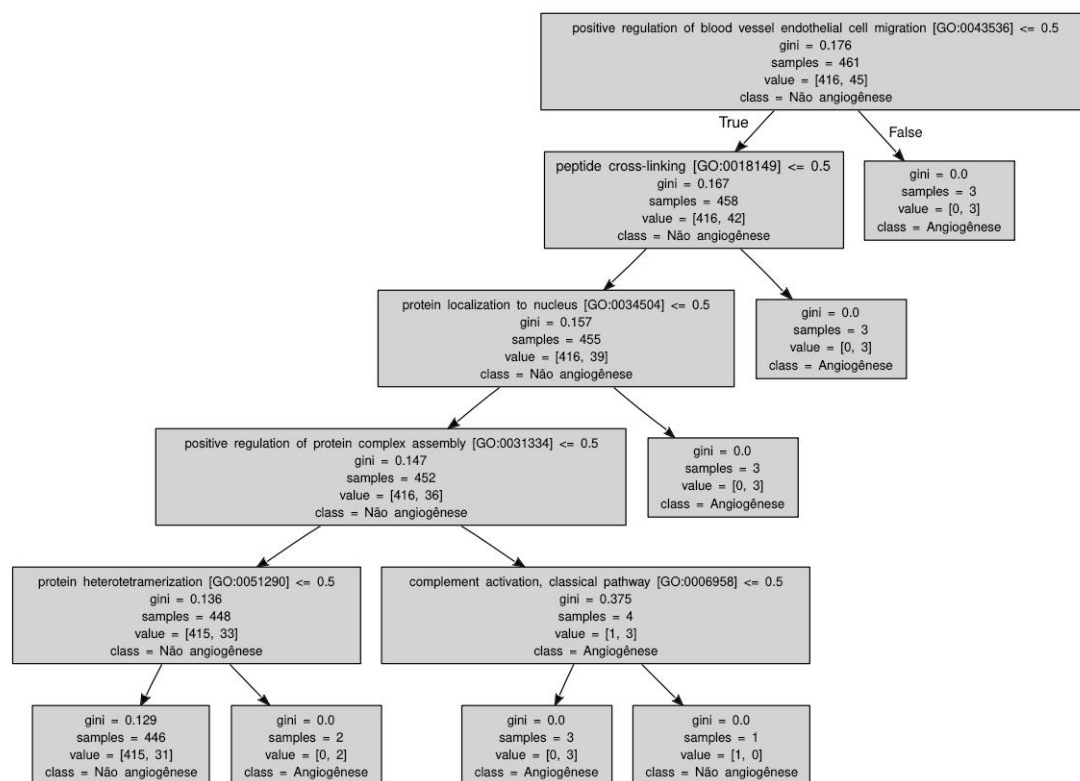 positive regulation of blood vessel endothelial cell migration [GO:0043536] <= 0.5
gini = 0.176
samples = 461
value = [416, 45]
class = Não angiogênese
True
False
peptide cross-linking [GO:0018149] <= 0.5
gini = 0.167
samples = 458
value = [416, 42]
class = Não angiogênese
gini = 0.0
samples = 3
value = [0, 3]
class = Angiogênese
protein localization to nucleus [GO:0034504] <= 0.5
gini = 0.157
samples = 455
value = [416, 39]
class = Não angiogênese
gini = 0.0
samples = 3
value = [0, 3]
class = Angiogênese
positive regulation of protein complex assembly [GO:0031334] <= 0.5
gini = 0.147
samples = 452
value = [416, 36]
class = Não angiogênese
gini = 0.0
samples = 3
value = [0, 3]
class = Angiogênese
protein heterotetramerization [GO:0051290] <= 0.5
gini = 0.136
samples = 448
value = [415, 33]
class = Não angiogênese
complement activation, classical pathway [GO:0006958] <= 0.5
gini = 0.375
samples = 4
value = [1, 3]
class = Angiogênese
gini = 0.129
samples = 446
value = [415, 31]
class = Não angiogênese
gini = 0.0
samples = 2
value = [0, 2]
class = Angiogênese
gini = 0.0
samples = 3
value = [0, 3]
class = Angiogênese
gini = 0.0
samples = 1
value = [1, 0]
class = Não angiogênese